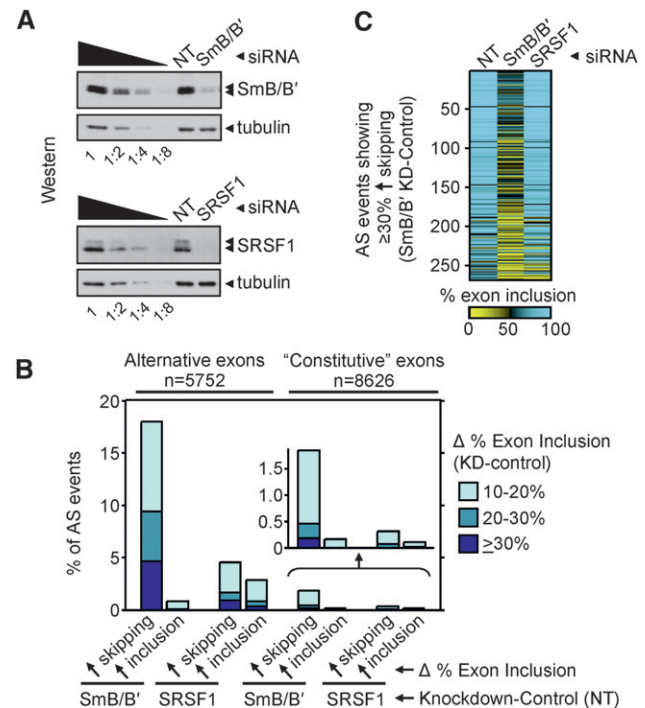 A
NT
SmB/B′
◄ siRNA
SmB/B′
tubulin
1
1:2
1:4
1:8
Western
NT
SRSF1
◄ siRNA
SRSF1
tubulin
1
1:2
1:4
1:8
C
NT
SmB/B′
SRSF1
◄ siRNA
AS events showing
≥30% ↑ skipping
(SmB/B′ KD-Control)
50
100
150
200
250
% exon inclusion
0
50
100
B
Alternative exons
n=5752
"Constitutive" exons
n=8626
% of AS events
20
15
10
5
0
1.5
1.0
0.5
0
Δ % Exon Inclusion
(KD-control)
10-20%
20-30%
≥30%
skipping
inclusion
skipping
inclusion
skipping
inclusion
skipping
inclusion
← Δ % Exon Inclusion
SmB/B′
SRSF1
SmB/B′
SRSF1
← Knockdown-Control (NT)